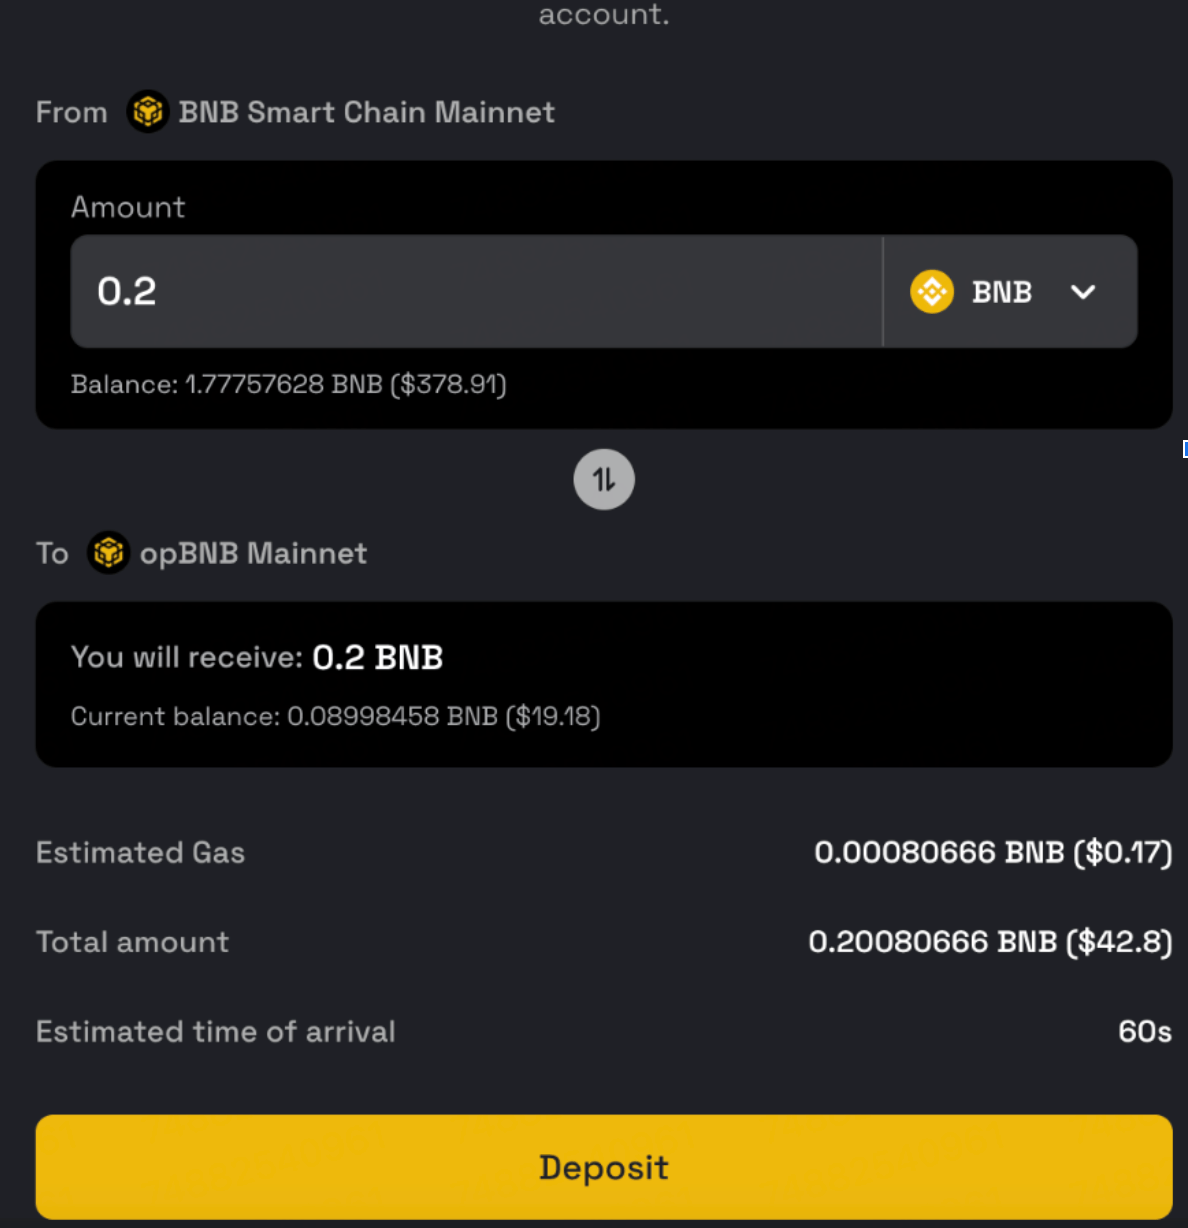 account.
From BNB Smart Chain Mainnet
Amount
0.2 BNB
Balance: 1.77757628 BNB ($378.91)
To opBNB Mainnet
You will receive: 0.2 BNB
Current balance: 0.08998458 BNB ($19.18)
Estimated Gas 0.00080666 BNB ($0.17)
Total amount 0.20080666 BNB ($42.8)
Estimated time of arrival 60s
Deposit